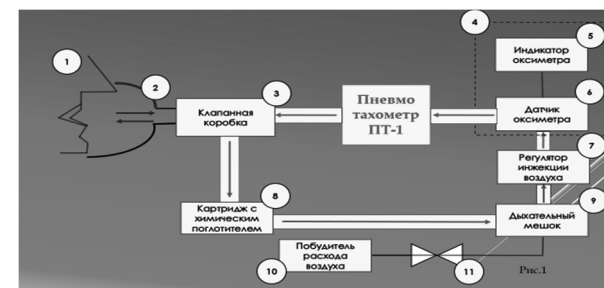 4
5
1
Индикатор
оксиметра
2
3
6
Пневмо
тахометр
ПТ-1
Клапанная
коробка
Датчик
оксиметра
7
Регулятор
инжекции
воздуха
8
9
Картридж с
химическим
поглотителем
Дыхательный
мешок
Побудитель
расхода
воздуха
10
11
Рис.1